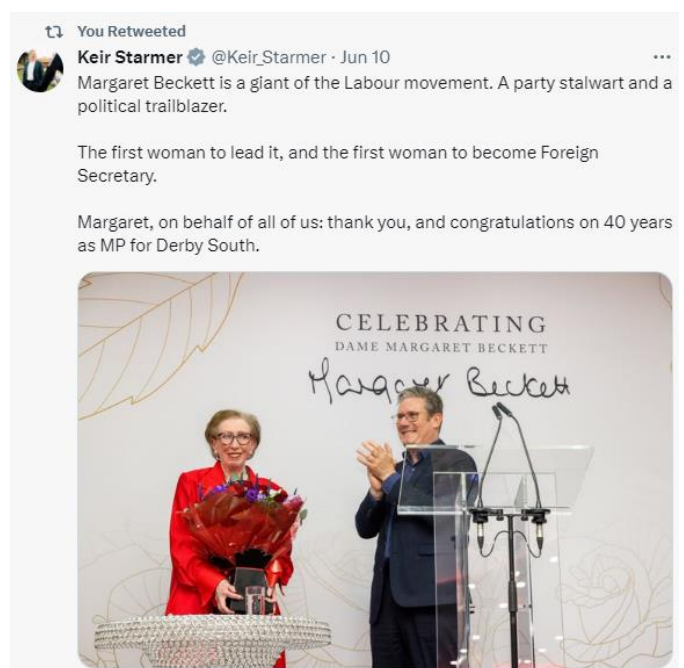 You Retweeted
Keir Starmer @Keir_Starmer · Jun 10
Margaret Beckett is a giant of the Labour movement. A party stalwart and a
political trailblazer.
The first woman to lead it, and the first woman to become Foreign
Secretary.
Margaret, on behalf of all of us: thank you, and congratulations on 40 years
as MP for Derby South.
CELEBRATING
DAME MARGARET BECKETT
Margaret Beckett